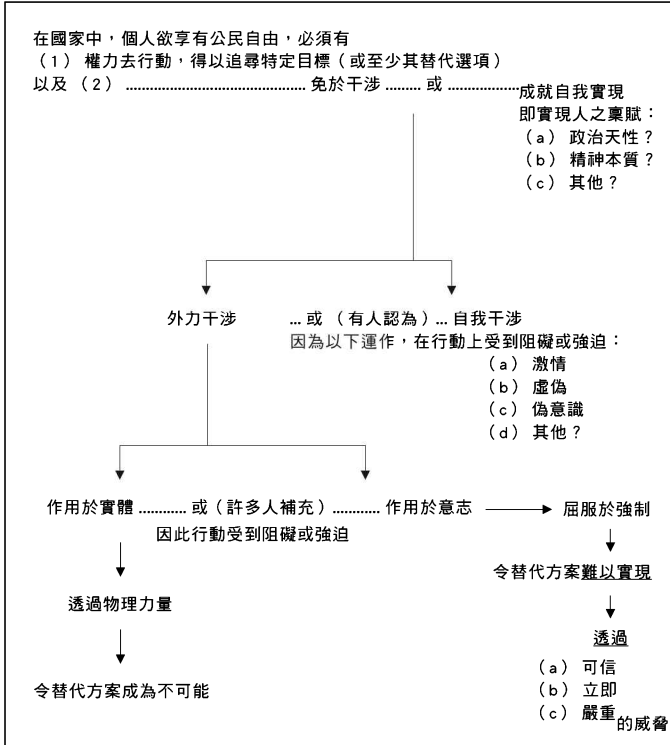 在國家中,個人欲享有公民自由,必須有
(1) 權力去行動,得以追尋特定目標(或至少其替代選項)
以及 (2) ............................................. 免於干涉 ......... 或 ..................成就自我實現
即實現人之稟賦:
(a) 政治天性?
(b) 精神本質?
(c) 其他?
外力干涉 ... 或 (有人認為) ... 自我干涉
因為以下運作,在行動上受到阻礙或強迫:
(a) 激情
(b) 虛偽
(c) 偽意識
(d) 其他?
作用於實體 ............ 或(許多人補充)............ 作用於意志
因此行動受到阻礙或強迫
透過物理力量
令替代方案成為不可能
屈服於強制
令替代方案難以實現
透過
(a) 可信
(b) 立即
(c) 嚴重
的威脅